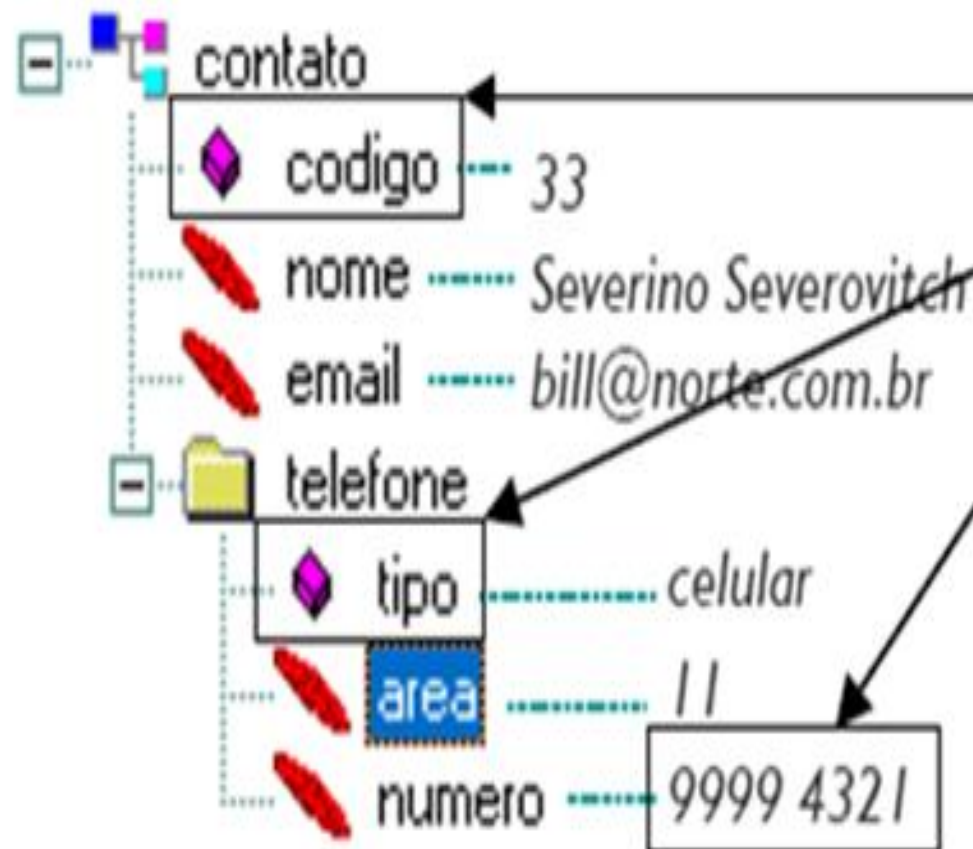 contato
codigo 33
nome Severino Severovitch
email bill@norte.com.br
telefone
tipo celular
area 11
numero 9999 4321